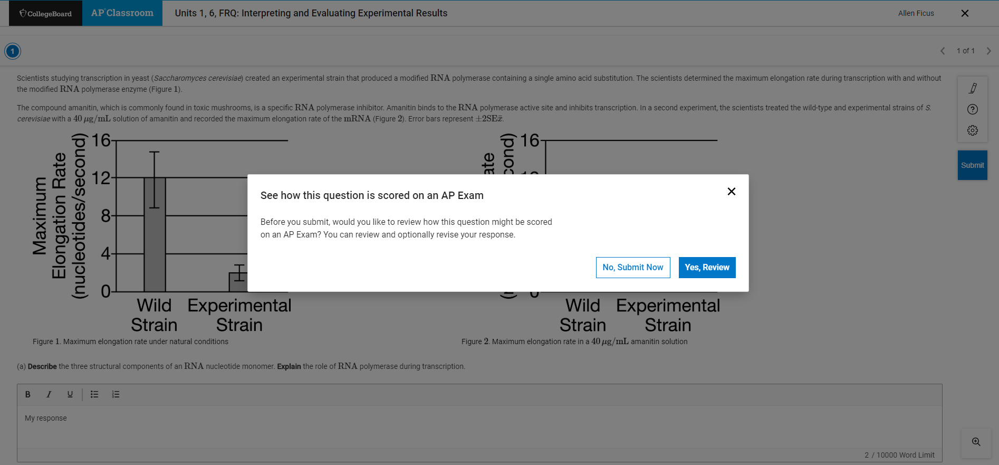 CollegeBoard
AP Classroom
Units 1, 6, FRQ: Interpreting and Evaluating Experimental Results
Allen Ficus
1
1 of 1
Scientists studying transcription in yeast (Saccharomyces cerevisiae) created an experimental strain that produced a modified RNA polymerase containing a single amino acid substitution. The scientists determined the maximum elongation rate during transcription with and without
the modified RNA polymerase enzyme (Figure 1).
The compound amanitin, which is commonly found in toxic mushrooms, is a specific RNA polymerase inhibitor. Amanitin binds to the RNA polymerase active site and inhibits transcription. In a second experiment, the scientists treated the wild-type and experimental strains of S.
cerevisiae with a 40 μg/mL solution of amanitin and recorded the maximum elongation rate of the mRNA (Figure 2). Error bars represent ±2SEx̄.
Submit
Maximum
Elongation Rate
(nucleotides/second)
16
12
8
4
0
Wild
Strain
Experimental
Strain
ate
cond)
16
Wild
Strain
Experimental
Strain
See how this question is scored on an AP Exam
Before you submit, would you like to review how this question might be scored
on an AP Exam? You can review and optionally revise your response.
No, Submit Now
Yes, Review
Figure 1. Maximum elongation rate under natural conditions
Figure 2. Maximum elongation rate in a 40 μg/mL amanitin solution
(a) Describe the three structural components of an RNA nucleotide monomer. Explain the role of RNA polymerase during transcription.
B I U
My response
2 / 10000 Word Limit